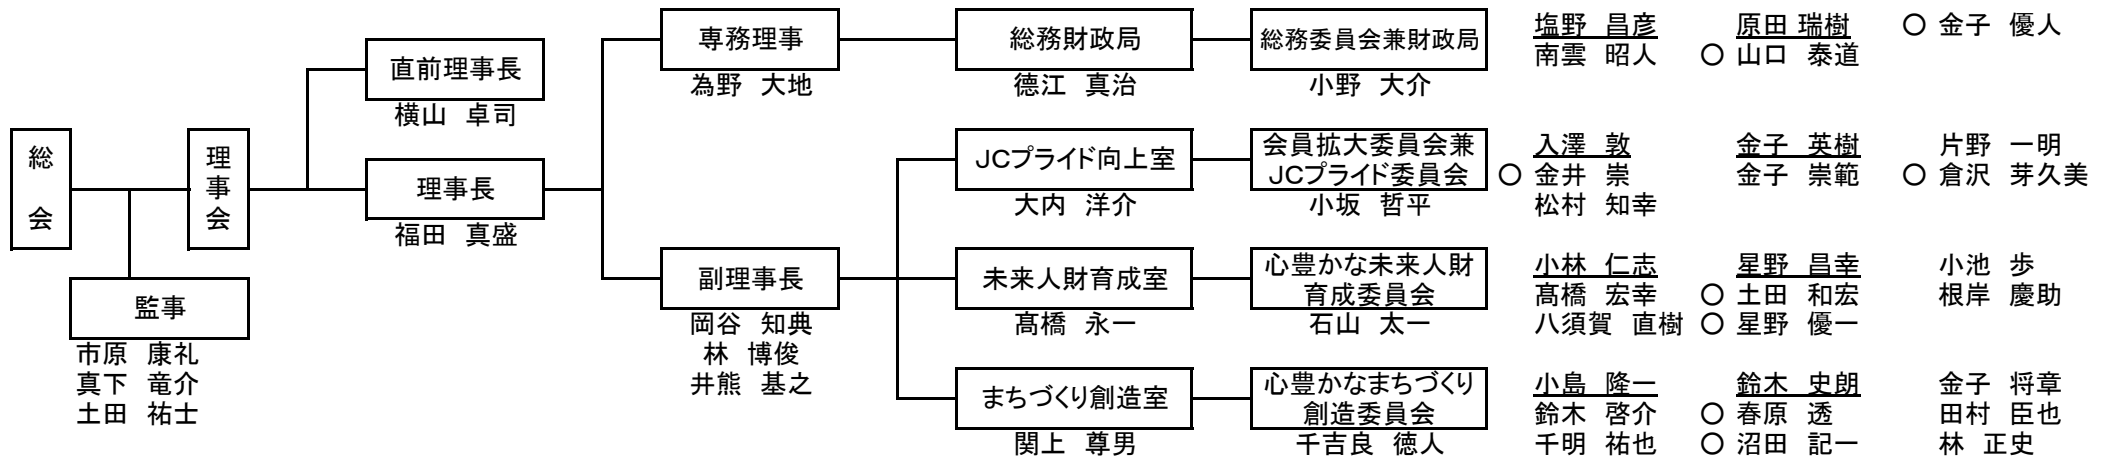 総会
監事
市原 康礼
真下 竜介
土田 祐士
理事会
直前理事長
横山 卓司
理事長
福田 真盛
専務理事
為野 大地
副理事長
岡谷 知典
林 博俊
井熊 基之
総務財政局
德江 真治
総務委員会兼財政局
小野 大介
塩野 昌彦 原田 瑞樹 ○ 金子 優人
南雲 昭人 ○ 山口 泰道
JCプライド向上室
大内 洋介
会員拡大委員会兼
JCプライド委員会
小坂 哲平
入澤 敦 金子 英樹 片野 一明
○ 金井 崇 金子 崇範 ○ 倉沢 芽久美
松村 知幸
未来人財育成室
髙橋 永一
心豊かな未来人財
育成委員会
石山 太一
小林 仁志 星野 昌幸 小池 歩
髙橋 宏幸 ○ 土田 和宏 根岸 慶助
八須賀 直樹 ○ 星野 優一
まちづくり創造室
関上 尊男
心豊かなまちづくり
創造委員会
千吉良 徳人
小島 隆一 鈴木 史朗 金子 将章
鈴木 啓介 ○ 春原 透 田村 臣也
千明 祐也 ○ 沼田 記一 林 正史